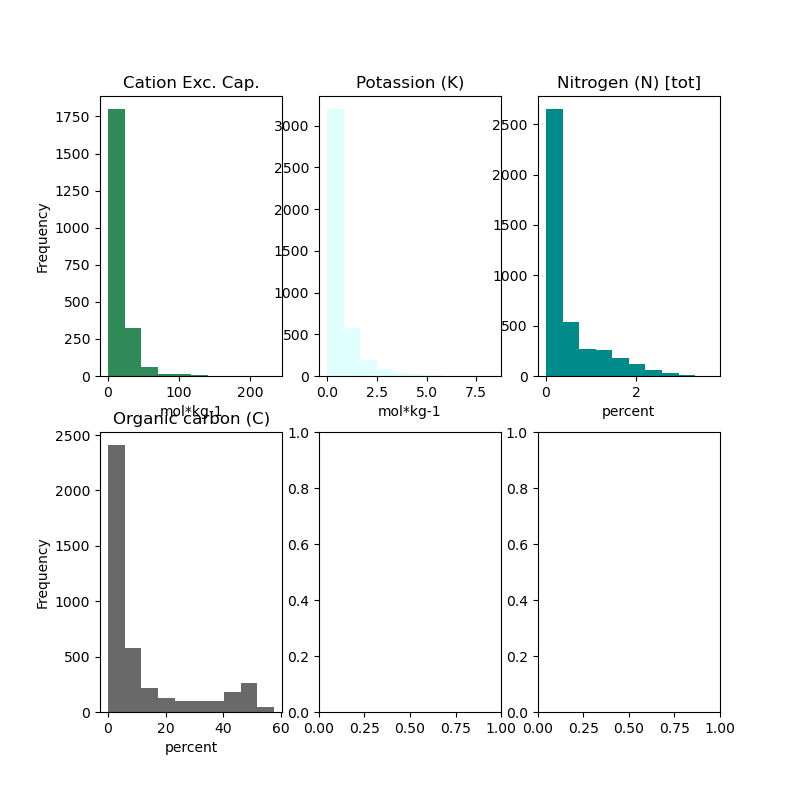 Cation Exc. Cap.
Potassion (K)
Nitrogen (N) [tot]
1750
1500
1250
1000
750
500
250
0
Frequency
0 100 200
mol*kg-1
3000
2500
2000
1500
1000
500
0
0.0 2.5 5.0 7.5
mol*kg-1
2500
2000
1500
1000
500
0
0 2
percent
Organic carbon (C)
2500
2000
1500
1000
500
0
Frequency
0 20 40 60
percent
1.0
0.8
0.6
0.4
0.2
0.0
0.00 0.25 0.50 0.75 1.00
1.0
0.8
0.6
0.4
0.2
0.0
0.00 0.25 0.50 0.75 1.00